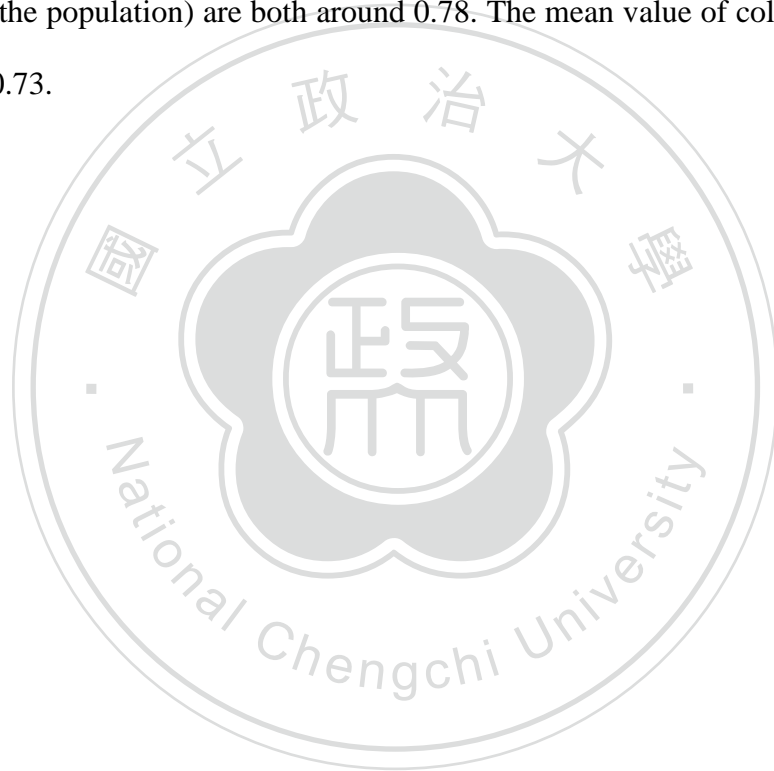 the population) are both around 0.78. The mean value of col
0.73.
國立政治大學
政
National Chengchi University